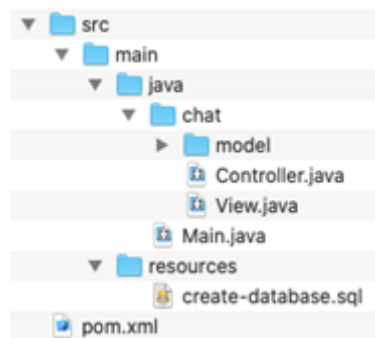 src
main
java
chat
model
Controller.java
View.java
Main.java
resources
create-database.sql
pom.xml